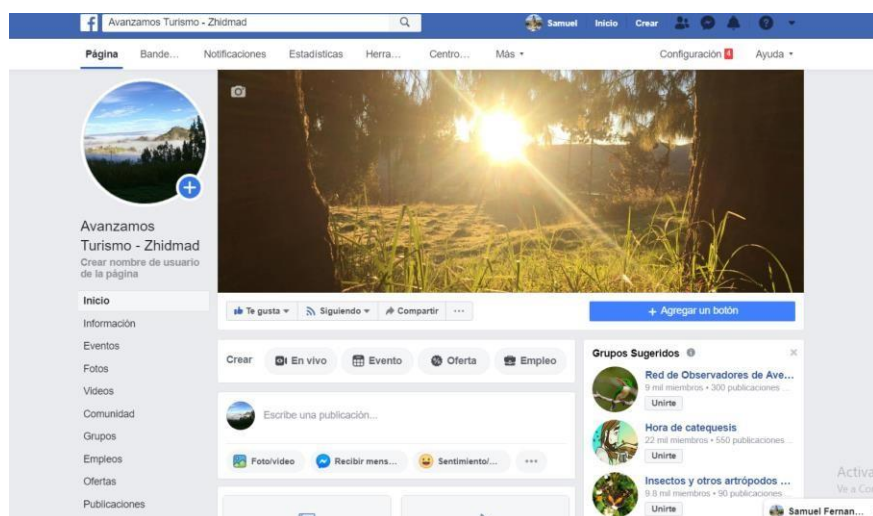 Avanzamos Turismo - Zhidmad
Samuel Inicio Crear
Página Bande... Notificaciones Estadísticas Herra... Centro... Más Configuración 4 Ayuda
Avanzamos
Turismo - Zhidmad
Crear nombre de usuario
de la página
Inicio
Información
Eventos
Fotos
Videos
Comunidad
Grupos
Empleos
Ofertas
Publicaciones
Te gusta Siguiendo Compartir ...
+ Agregar un botón
Crear En vivo Evento Oferta Empleo
Escribe una publicación...
Foto/video Recibir mens... Sentimiento/... ...
Grupos Sugeridos
Red de Observadores de Ave...
9 mil miembros • 300 publicaciones...
Unirte
Hora de catequesis
22 mil miembros • 550 publicaciones...
Unirte
Insectos y otros artrópodos ...
9.8 mil miembros • 90 publicaciones...
Unirte
Activa
Ve a Co
Samuel Fernan...